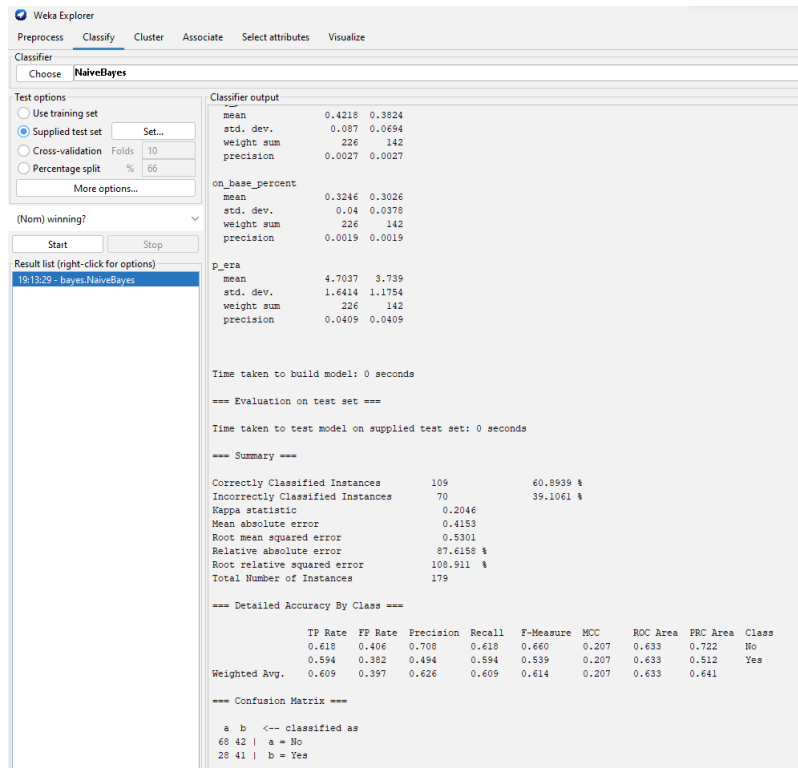 Weka Explorer
Preprocess Classify Cluster Associate Select attributes Visualize
Classifier
Choose NaiveBayes
Test options
Use training set
Supplied test set Set...
Cross-validation Folds 10
Percentage split % 66
More options...
(Nom) winning?
Start Stop
Result list (right-click for options)
19:13:29 - bayes.NaiveBayes
Classifier output
mean 0.4218 0.3824
std. dev. 0.087 0.0694
weight sum 226 142
precision 0.0027 0.0027
on_base_percent
mean 0.3246 0.3026
std. dev. 0.04 0.0378
weight sum 226 142
precision 0.0019 0.0019
p_era
mean 4.7037 3.739
std. dev. 1.6414 1.1754
weight sum 226 142
precision 0.0409 0.0409
Time taken to build model: 0 seconds
=== Evaluation on test set ===
Time taken to test model on supplied test set: 0 seconds
=== Summary ===
Correctly Classified Instances 109 60.8939 %
Incorrectly Classified Instances 70 39.1061 %
Kappa statistic 0.2046
Mean absolute error 0.4153
Root mean squared error 0.5301
Relative absolute error 87.6158 %
Root relative squared error 108.911 %
Total Number of Instances 179
=== Detailed Accuracy By Class ===
TP Rate FP Rate Precision Recall F-Measure MCC ROC Area PRC Area Class
0.618 0.406 0.708 0.618 0.660 0.207 0.633 0.722 No
0.594 0.382 0.494 0.594 0.539 0.207 0.633 0.512 Yes
Weighted Avg. 0.609 0.397 0.626 0.609 0.614 0.207 0.633 0.641
=== Confusion Matrix ===
a b <-- classified as
68 42 | a = No
28 41 | b = Yes